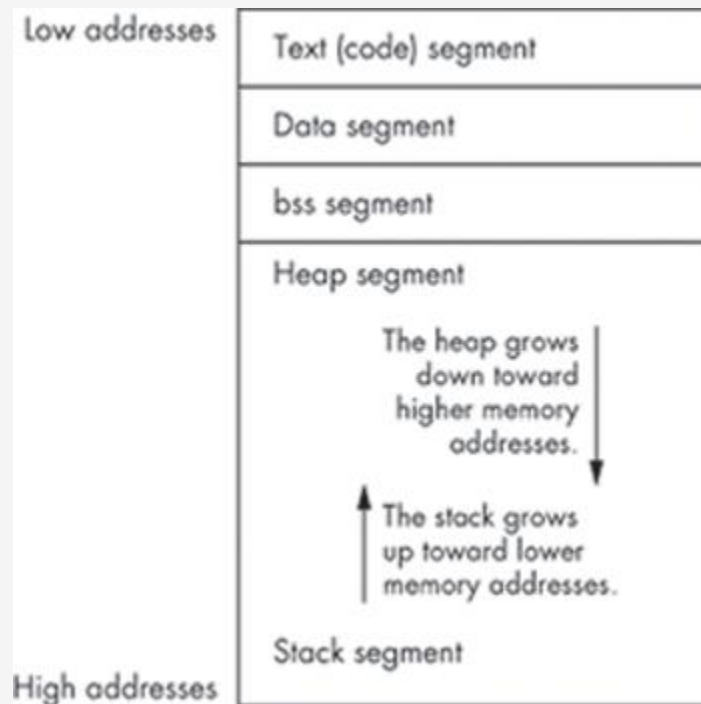 Low addresses
Text (code) segment
Data segment
bss segment
Heap segment
The heap grows
down toward
higher memory
addresses.
The stack grows
up toward lower
memory addresses.
Stack segment
High addresses